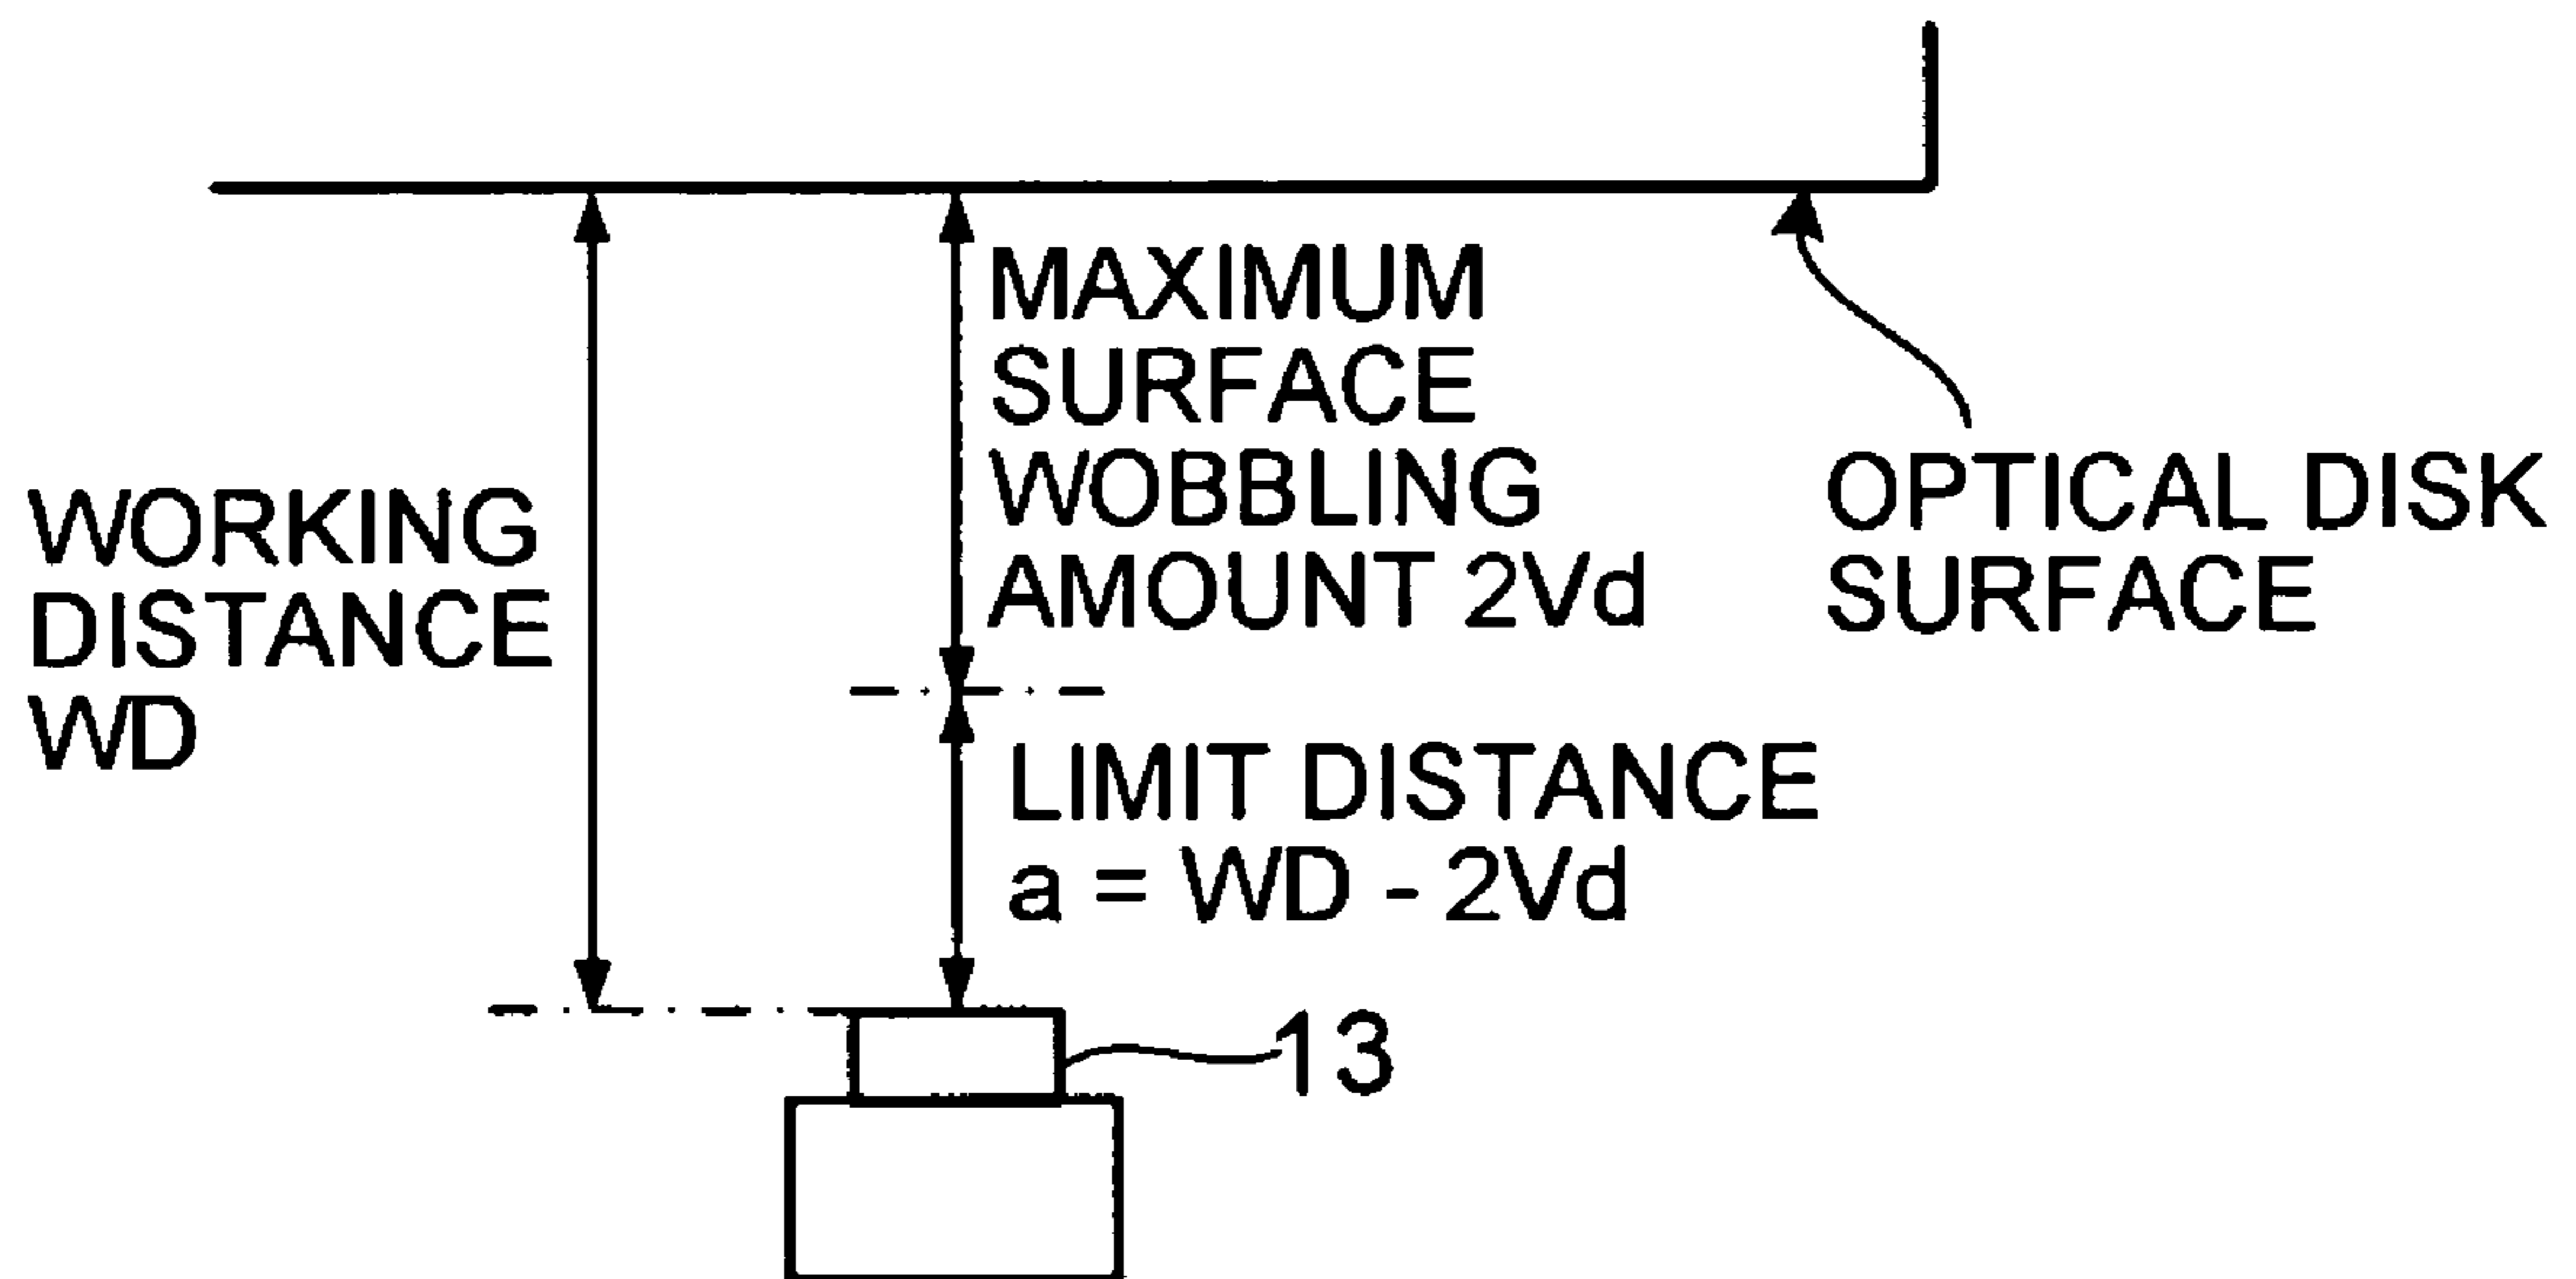 MAXIMUM
SURFACE
WOBBLING
AMOUNT 2Vd
WORKING
DISTANCE
WD
OPTICAL DISK
SURFACE
LIMIT DISTANCE
a = WD - 2Vd
13